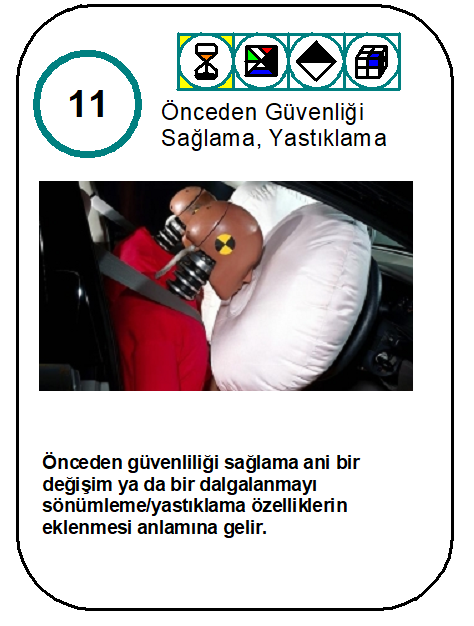 11
Önceden Güvenliği
Sağlama, Yastıklama
Önceden güvenliliği sağlama ani bir
değişim ya da bir dalgalanmayı
sönümleme/yastıklama özelliklerin
eklenmesi anlamına gelir.